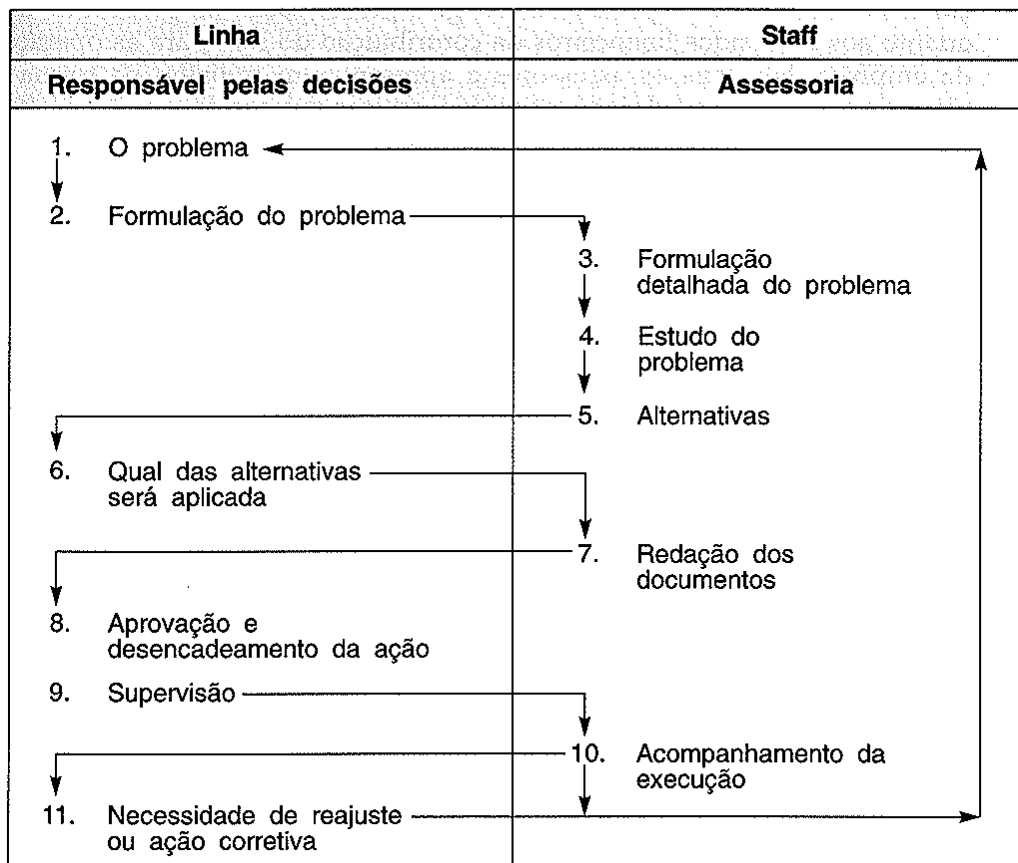 Linha
Staff
Responsável pelas decisões
Assessoria
1. O problema
2. Formulação do problema
3. Formulação
detalhada do problema
4. Estudo do
problema
5. Alternativas
6. Qual das alternativas
será aplicada
7. Redação dos
documentos
8. Aprovação e
desencadeamento da ação
9. Supervisão
10. Acompanhamento da
execução
11. Necessidade de reajuste
ou ação corretiva